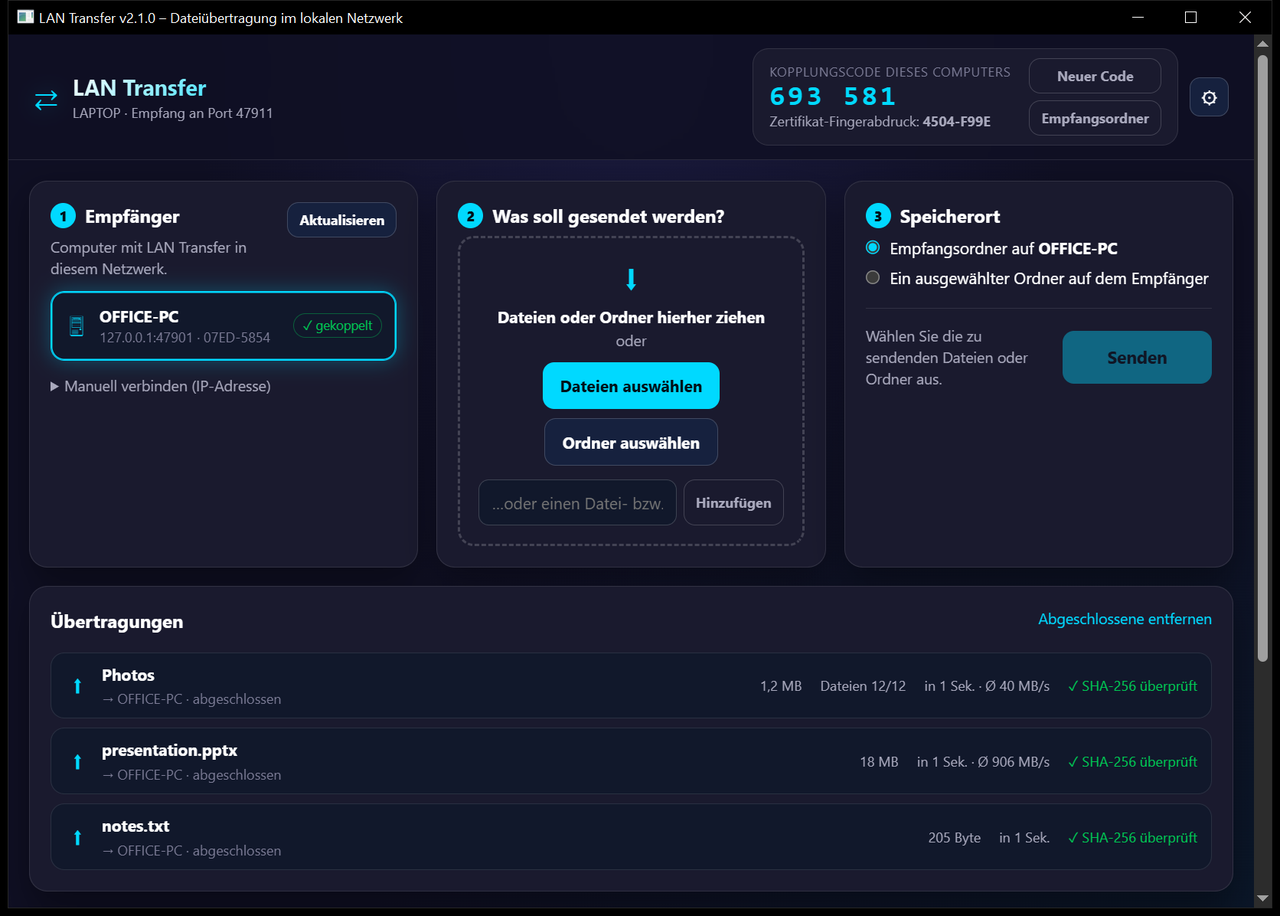 LAN Transfer v2.1.0 – Dateiübertragung im lokalen Netzwerk
LAN Transfer
LAPTOP · Empfang an Port 47911
KOPPLUNGSCODE DIESES COMPUTERS
693 581
Zertifikat-Fingerabdruck: 4504-F99E
Neuer Code
Empfangsordner
1 Empfänger
Aktualisieren
Computer mit LAN Transfer in
diesem Netzwerk.
OFFICE-PC
127.0.0.1:47901 · 07ED-5854
✓ gekoppelt
▶ Manuell verbinden (IP-Adresse)
2 Was soll gesendet werden?
Dateien oder Ordner hierher ziehen
oder
Dateien auswählen
Ordner auswählen
...oder einen Datei- bzw.
Hinzufügen
3 Speicherort
Empfangsordner auf OFFICE-PC
Ein ausgewählter Ordner auf dem Empfänger
Wählen Sie die zu
sendenden Dateien oder
Ordner aus.
Senden
Übertragungen
Abgeschlossene entfernen
Photos
→ OFFICE-PC · abgeschlossen
1,2 MB Dateien 12/12 in 1 Sek. · Ø 40 MB/s ✓ SHA-256 überprüft
presentation.pptx
→ OFFICE-PC · abgeschlossen
18 MB in 1 Sek. · Ø 906 MB/s ✓ SHA-256 überprüft
notes.txt
→ OFFICE-PC · abgeschlossen
205 Byte in 1 Sek. ✓ SHA-256 überprüft